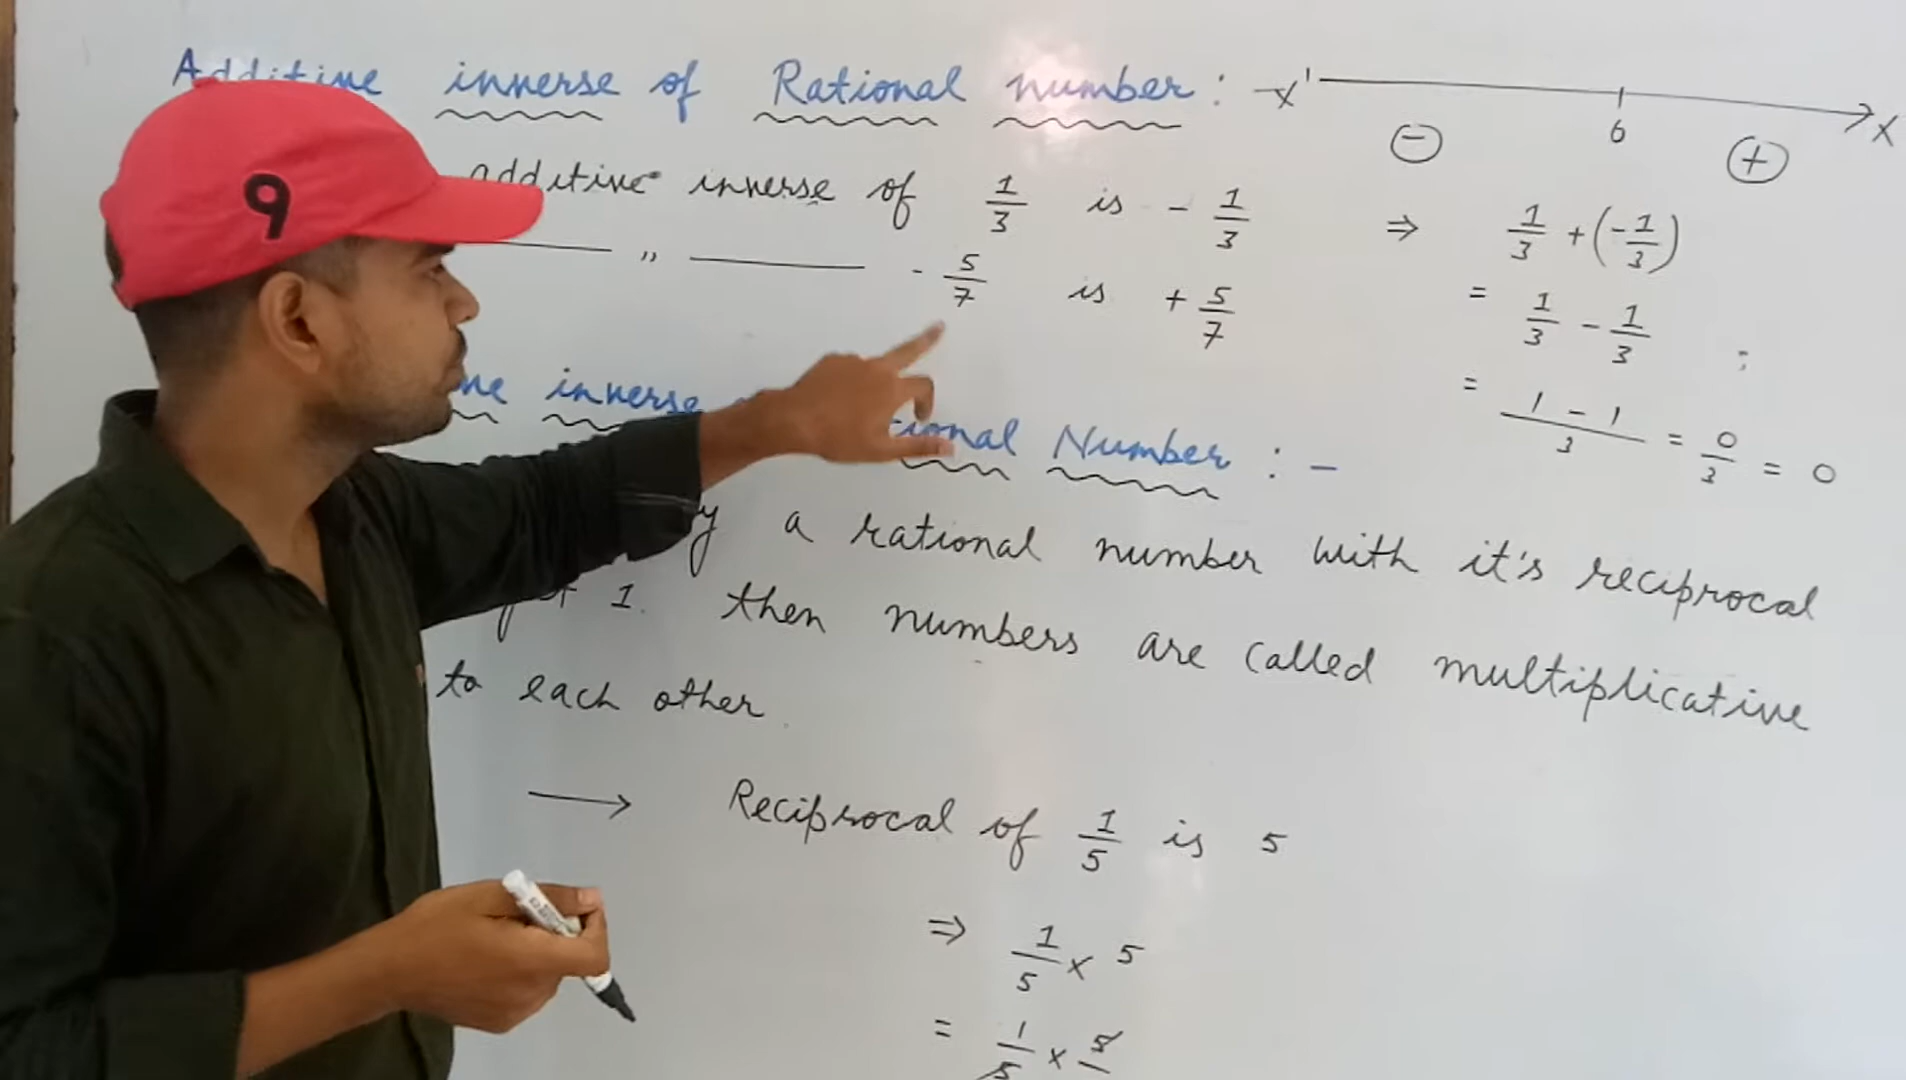 Additive inverse of Rational number : - X' X
- 0 +
9
additive inverse of 1/3 is - 1/3 ⇒ 1/3 + (-1/3)
—— " —— - 5/7 is + 5/7 = 1/3 - 1/3 ;
= 1 - 1/3 = 0/3 = 0
inverse Number : -
a rational number with it's reciprocal
1. then numbers are called multiplicative
to each other
→ Reciprocal of 1/5 is 5
⇒ 1/5 x 5
= 1/5 x 5